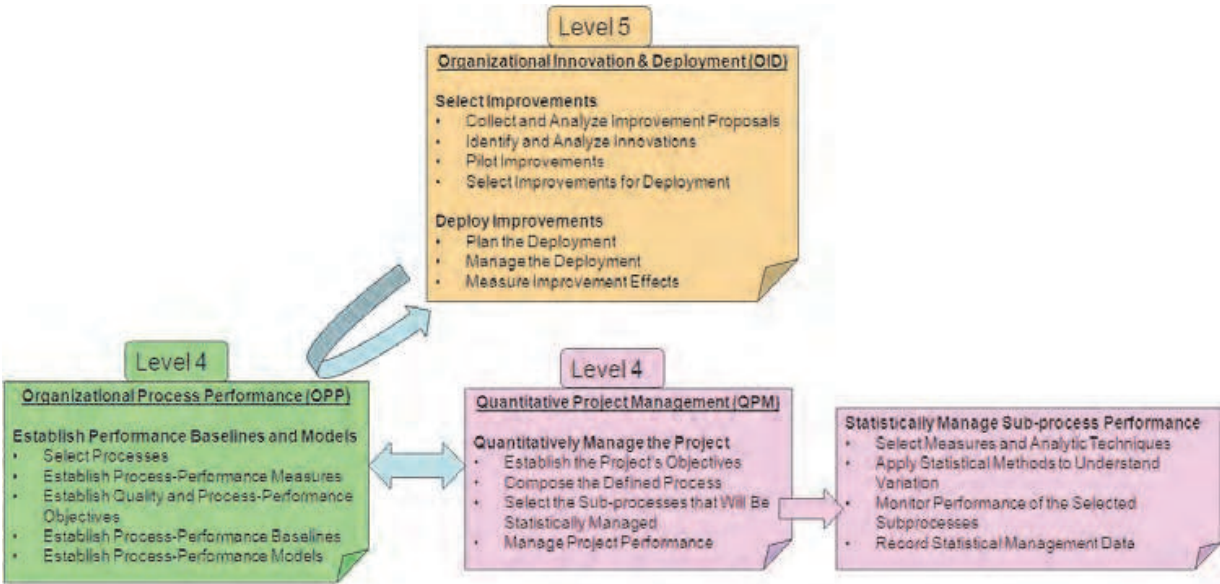 Level 5
Organizational Innovation & Deployment (OID)
Select Improvements
• Collect and Analyze Improvement Proposals
• Identify and Analyze Innovations
• Pilot Improvements
• Select Improvements for Deployment
Deploy Improvements
• Plan the Deployment
• Manage the Deployment
• Measure Improvement Effects
Level 4
Organizational Process Performance (OPP)
Establish Performance Baselines and Models
• Select Processes
• Establish Process-Performance Measures
• Establish Quality and Process-Performance
Objectives
• Establish Process-Performance Baselines
• Establish Process-Performance Models
Level 4
Quantitative Project Management (QPM)
Quantitatively Manage the Project
• Establish the Project's Objectives
• Compose the Defined Process
• Select the Sub-processes that Will Be
Statistically Managed
• Manage Project Performance
Statistically Manage Sub-process Performance
• Select Measures and Analytic Techniques
• Apply Statistical Methods to Understand
Variation
• Monitor Performance of the Selected
Subprocesses
• Record Statistical Management Data